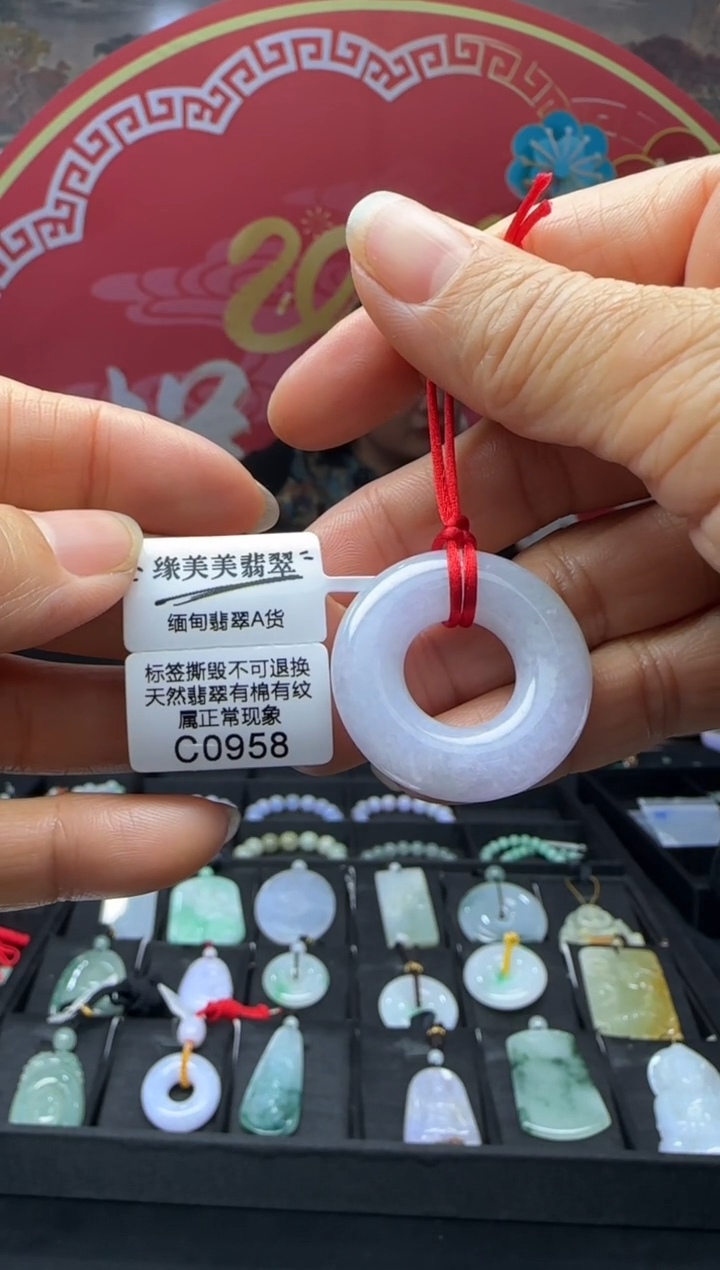 缘美美翡翠
缅甸翡翠A货
标签撕毁不可退换
天然翡翠有棉有纹
属正常现象
C0958